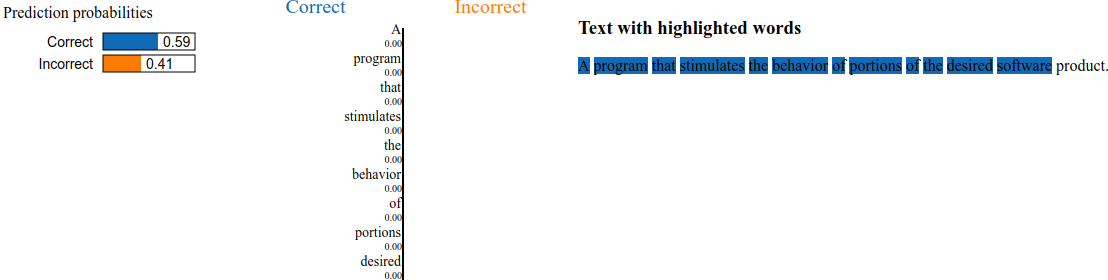 Prediction probabilities
Correct 0.59
Incorrect 0.41
Correct Incorrect
A
0.00
program
0.00
that
0.00
stimulates
0.00
the
0.00
behavior
0.00
of
0.00
portions
0.00
desired
0.00
Text with highlighted words
A program that stimulates the behavior of portions of the desired software product.